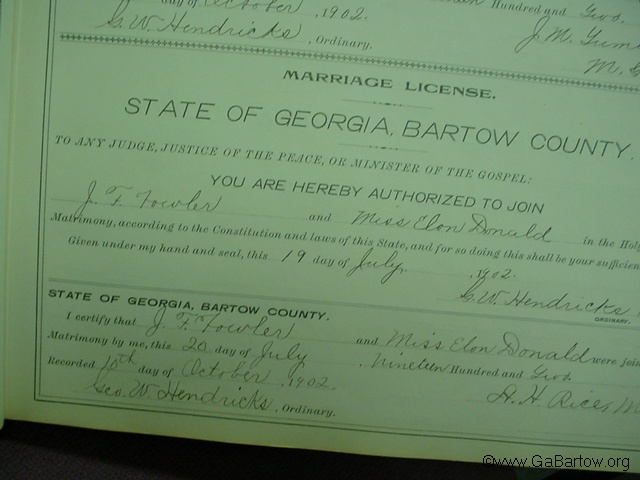 day of October , 1902. Hundred and Two.
G. W. Hendricks , Ordinary. J. M.
M.
MARRIAGE LICENSE.
STATE OF GEORGIA, BARTOW COUNTY.
TO ANY JUDGE, JUSTICE OF THE PEACE, OR MINISTER OF THE GOSPEL:
YOU ARE HEREBY AUTHORIZED TO JOIN
J. F. Fowler and Miss Elon Donald in the Holy
Matrimony, according to the Constitution and laws of this State, and for so doing this shall be your sufficien
Given under my hand and seal, this 19 day of July, , 1902.
G. W. Hendricks
ORDINARY.
STATE OF GEORGIA, BARTOW COUNTY.
I certify that J. F. Fowler and Miss Elon Donald were join
Matrimony by me, this 20 day of July , Nineteen Hundred and Two.
Recorded 10th day of October , 1902. A. H. Rice, M
Geo. W. Hendricks , Ordinary.
©www.GaBartow.org